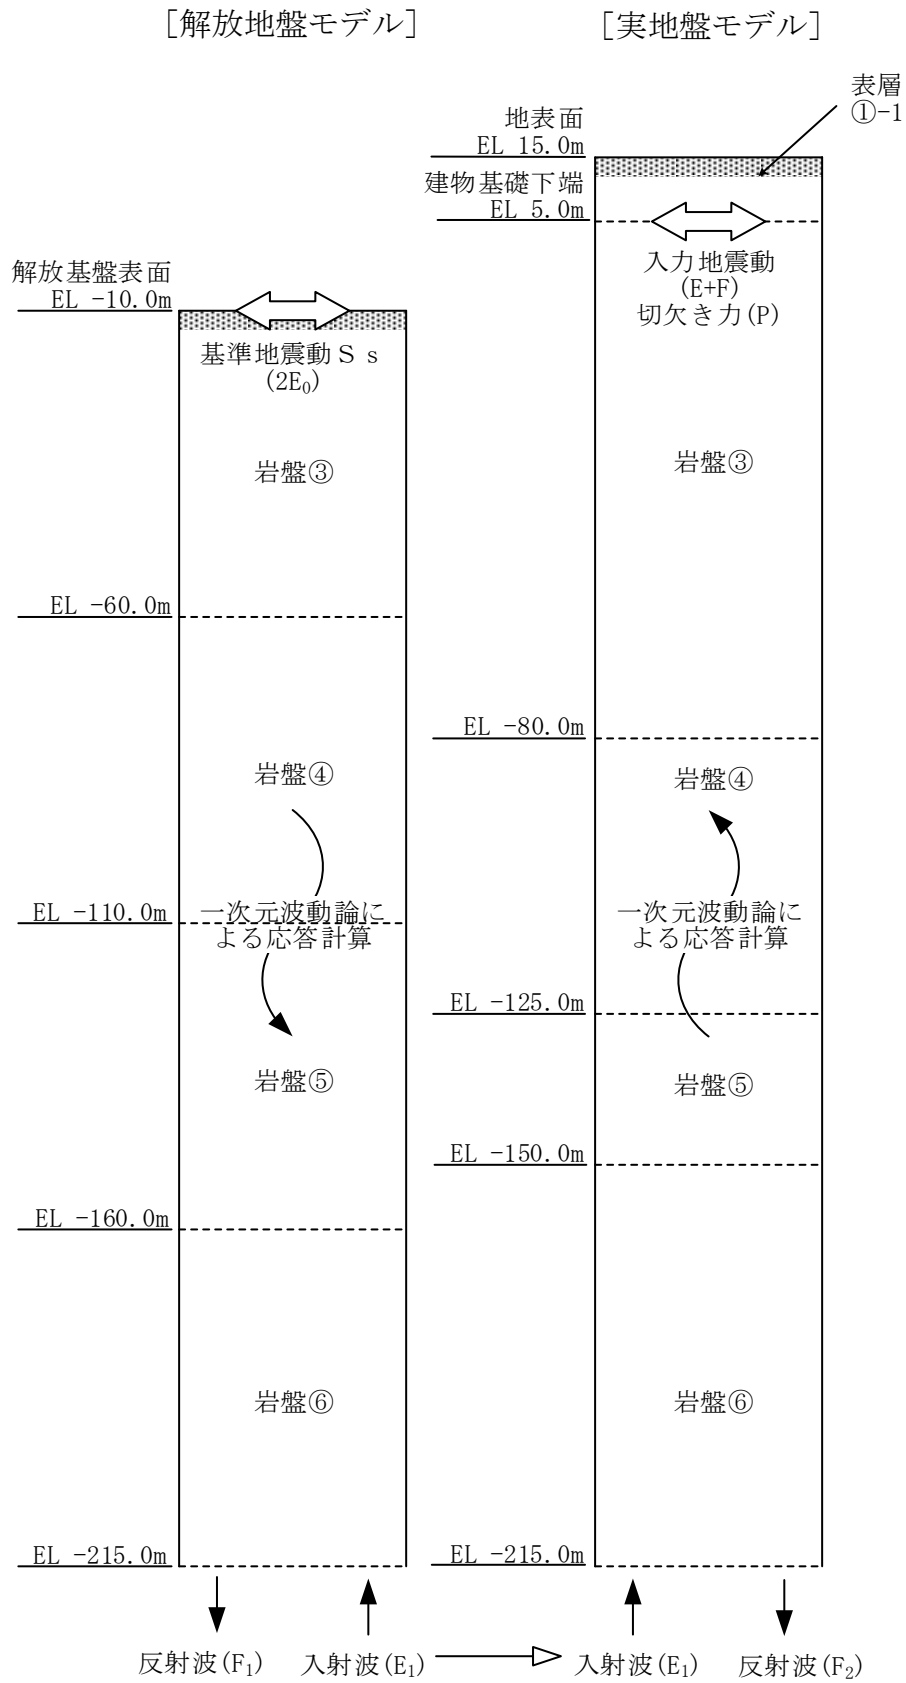 [解放地盤モデル]
[実地盤モデル]
表層
①-1
地表面
EL 15.0m
建物基礎下端
EL 5.0m
入力地震動
(E+F)
切欠き力(P)
解放基盤表面
EL -10.0m
基準地震動Ss
(2E₀)
岩盤③
岩盤③
EL -60.0m
EL -80.0m
岩盤④
岩盤④
EL -110.0m
一次元波動論に
よる応答計算
一次元波動論に
よる応答計算
EL -125.0m
岩盤⑤
岩盤⑤
EL -150.0m
EL -160.0m
岩盤⑥
岩盤⑥
EL -215.0m
EL -215.0m
反射波(F₁)
入射波(E₁)
入射波(E₁)
反射波(F₂)